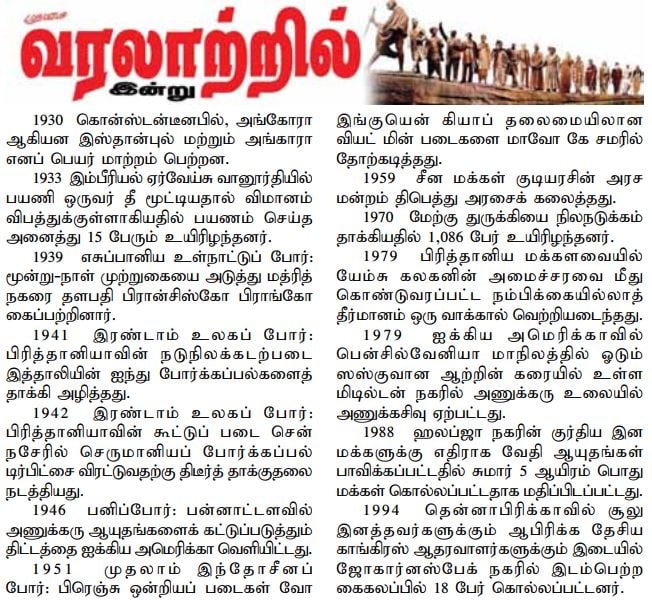 வரலாற்றில்
இன்று
1930 கொன்ஸ்டன்டீனபில், அங்கோரா
ஆகியன இஸ்தான்புல் மற்றும் அங்காரா
எனப் பெயர் மாற்றம் பெற்றன.
1933 இம்பீரியல் ஏர்வேய்சு வானூர்தியில்
பயணி ஒருவர் தீ மூட்டியதால் விமானம்
விபத்துக்குள்ளாகியதில் பயணம் செய்த
அனைத்து 15 பேரும் உயிரிழந்தனர்.
1939 எசுப்பானிய உள்நாட்டுப் போர்:
மூன்று-நாள் முற்றுகையை அடுத்து மத்ரித்
நகரை தளபதி பிரான்சிஸ்கோ பிராங்கோ
கைப்பற்றினார்.
1941 இரண்டாம் உலகப் போர்:
பிரித்தானியாவின் நடுநிலக்கடற்படை
இத்தாலியின் ஐந்து போர்க்கப்பல்களைத்
தாக்கி அழித்தது.
1942 இரண்டாம் உலகப் போர்:
பிரித்தானியாவின் கூட்டுப் படை சென்
நசேரில் செருமானியப் போர்க்கப்பல்
டிர்பிட்சை விரட்டுவதற்கு திடீர்த் தாக்குதலை
நடத்தியது.
1946 பனிப்போர்: பன்னாட்டளவில்
அணுக்கரு ஆயுதங்களைக் கட்டுப்படுத்தும்
திட்டத்தை ஐக்கிய அமெரிக்கா வெளியிட்டது.
1951 முதலாம் இந்தோசீனப்
போர்: பிரெஞ்சு ஒன்றியப் படைகள் வோ
இங்குயென் கியாப் தலைமையிலான
வியட் மின் படைகளை மாவோ கே சமரில்
தோற்கடித்தது.
1959 சீன மக்கள் குடியரசின் அரச
மன்றம் திபெத்து அரசைக் கலைத்தது.
1970 மேற்கு துருக்கியை நிலநடுக்கம்
தாக்கியதில் 1,086 பேர் உயிரிழந்தனர்.
1979 பிரித்தானிய மக்களவையில்
யேம்சு கலகனின் அமைச்சரவை மீது
கொண்டுவரப்பட்ட நம்பிக்கையில்லாத்
தீர்மானம் ஒரு வாக்கால் வெற்றியடைந்தது.
1979 ஐக்கிய அமெரிக்காவில்
பென்சில்வேனியா மாநிலத்தில் ஓடும்
ஸஸ்குவான ஆற்றின் கரையில் உள்ள
மிடில்டன் நகரில் அணுக்கரு உலையில்
அணுக்கசிவு ஏற்பட்டது.
1988 ஹலப்ஜா நகரின் குர்திய இன
மக்களுக்கு எதிராக வேதி ஆயுதங்கள்
பாவிக்கப்பட்டதில் சுமார் 5 ஆயிரம் பொது
மக்கள் கொல்லப்பட்டதாக மதிப்பிடப்பட்டது.
1994 தென்னாபிரிக்காவில் சூலு
இனத்தவர்களுக்கும் ஆபிரிக்க தேசிய
காங்கிரஸ் ஆதரவாளர்களுக்கும் இடையில்
ஜோகார்னஸ்பேக் நகரில் இடம்பெற்ற
கைகலப்பில் 18 பேர் கொல்லப்பட்டனர்.